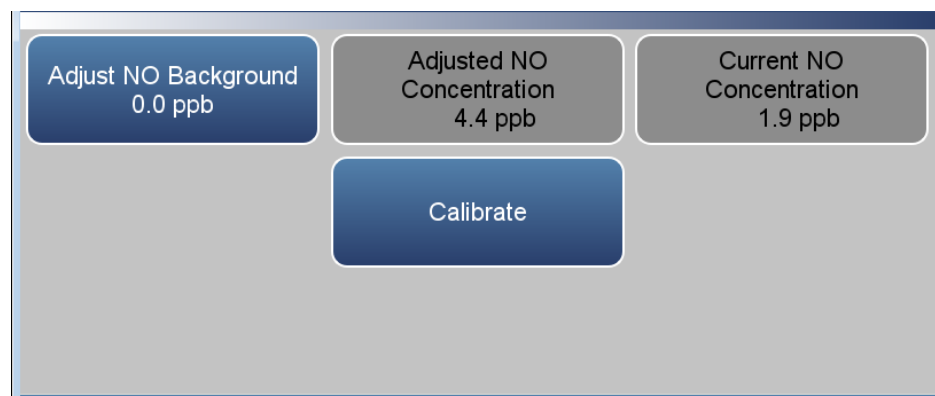 Adjust NO Background
0.0 ppb
Adjusted NO
Concentration
4.4 ppb
Current NO
Concentration
1.9 ppb
Calibrate